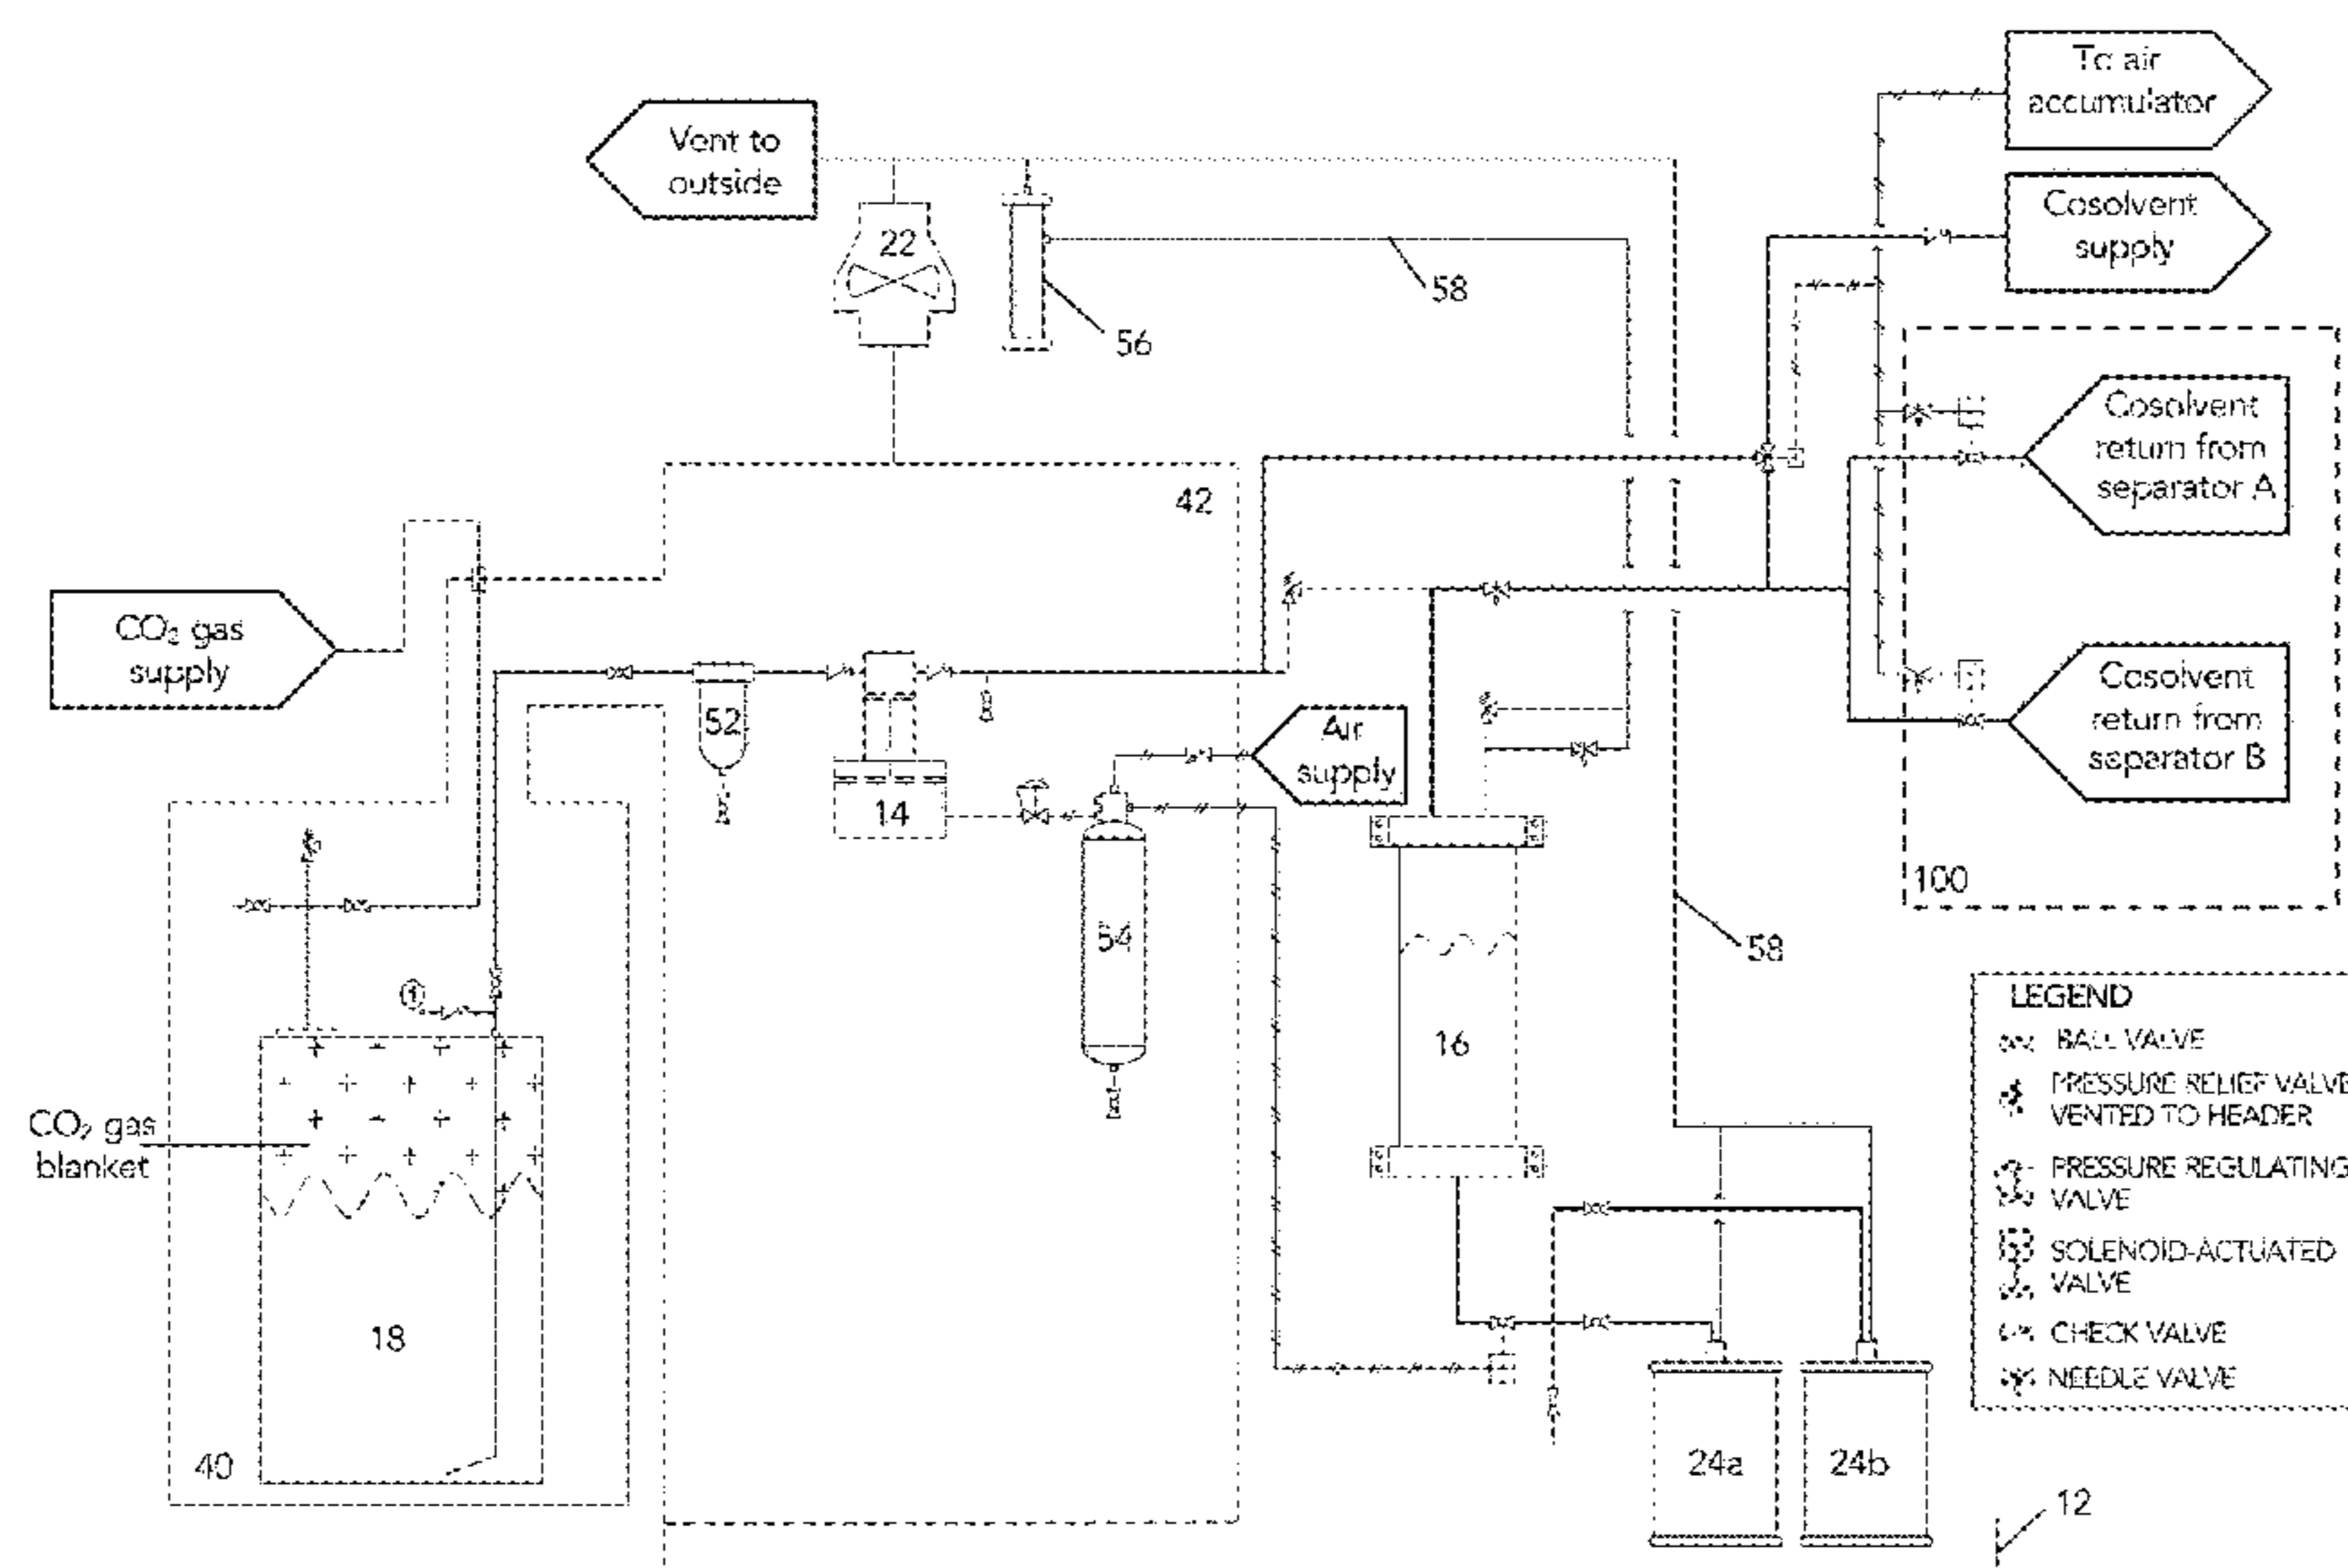 To air
accumulator
Vent to
outside
Cosolvent
supply
22
58
56
Cosolvent
return from
separator A
42
CO₂ gas
supply
52
Air
supply
Cosolvent
return from
separator B
14
100
54
58
①
LEGEND
16
BALL VALVE
PRESSURE RELIEF VALVE
VENTED TO HEADER
CO₂ gas
blanket
PRESSURE REGULATING
VALVE
SOLENOID-ACTUATED
VALVE
18
CHECK VALVE
NEEDLE VALVE
40
24a
24b
12